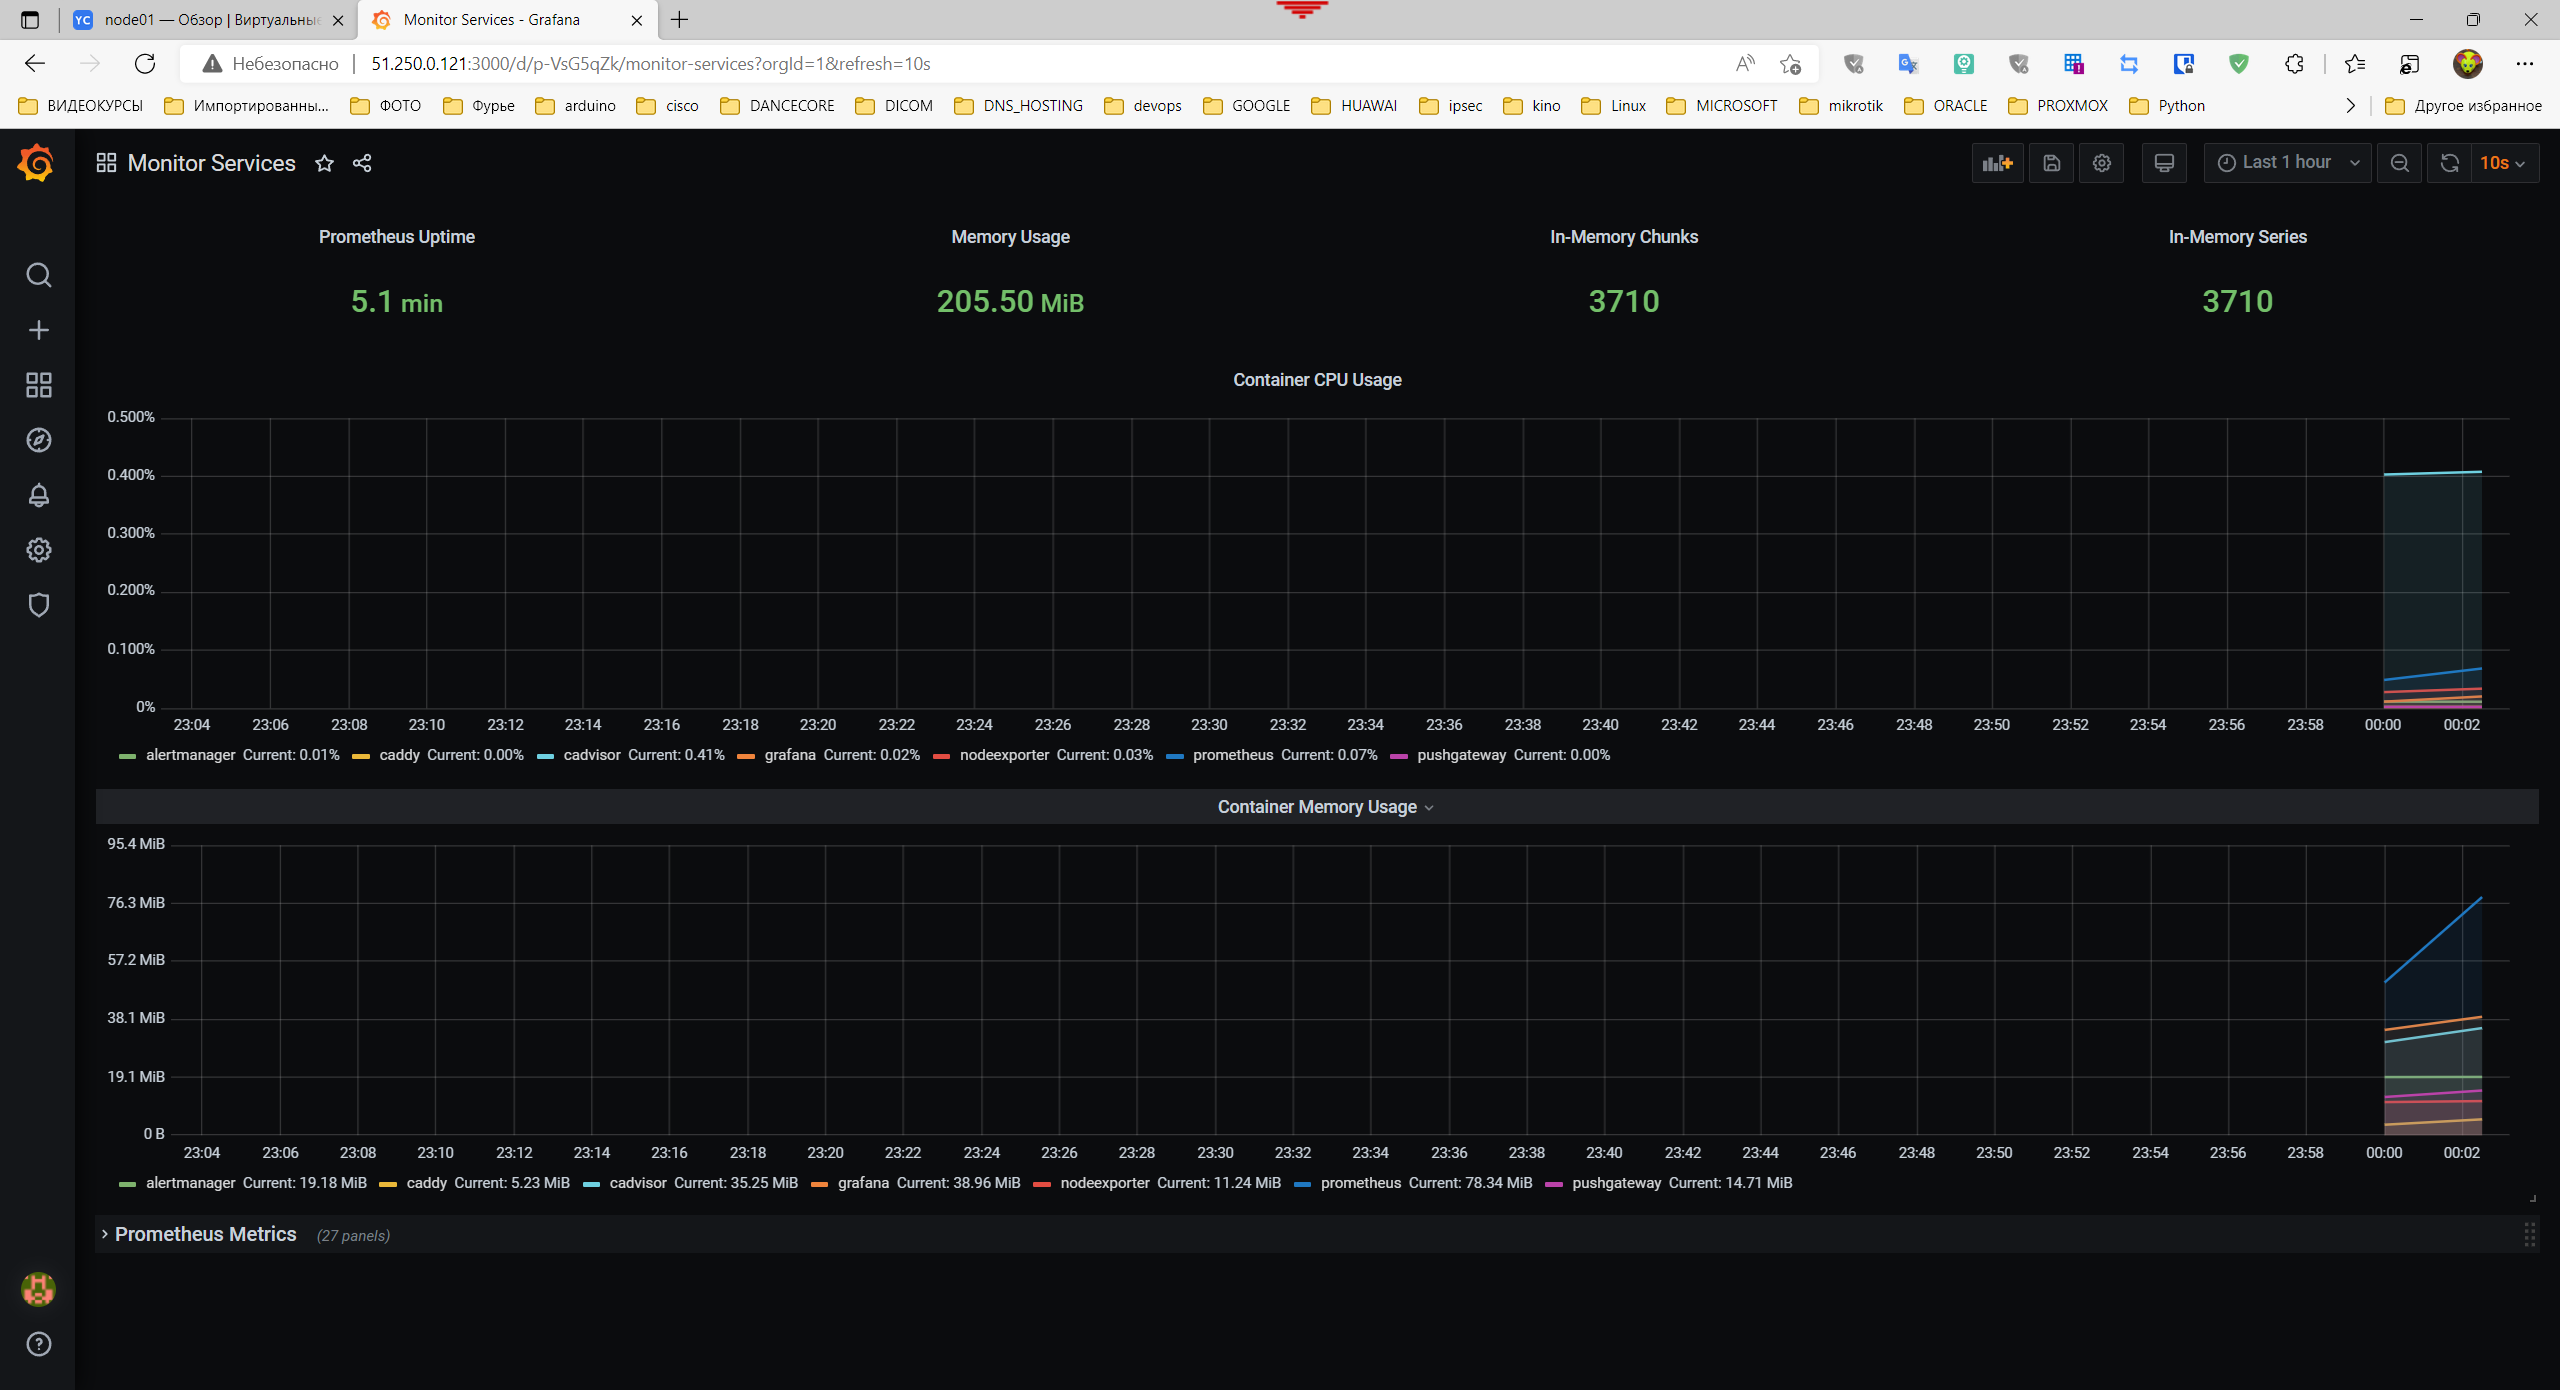 node01 — Обзор | Виртуальные
Monitor Services - Grafana
Небезопасно
51.250.0.121:3000/d/p-VsG5qZk/monitor-services?orgId=1&refresh=10s
ВИДЕОКУРСЫ Импортированны... ФОТО Фурье arduino cisco DANCECORE DICOM DNS_HOSTING devops GOOGLE HUAWAI ipsec kino Linux MICROSOFT mikrotik ORACLE PROXMOX Python Другое избранное
Monitor Services
Last 1 hour
10s
Prometheus Uptime Memory Usage In-Memory Chunks In-Memory Series
5.1 min 205.50 MiB 3710 3710
Container CPU Usage
0.500%
0.400%
0.300%
0.200%
0.100%
0%
23:04 23:06 23:08 23:10 23:12 23:14 23:16 23:18 23:20 23:22 23:24 23:26 23:28 23:30 23:32 23:34 23:36 23:38 23:40 23:42 23:44 23:46 23:48 23:50 23:52 23:54 23:56 23:58 00:00 00:02
alertmanager Current: 0.01% caddy Current: 0.00% cadvisor Current: 0.41% grafana Current: 0.02% nodeexporter Current: 0.03% prometheus Current: 0.07% pushgateway Current: 0.00%
Container Memory Usage
95.4 MiB
76.3 MiB
57.2 MiB
38.1 MiB
19.1 MiB
0 B
23:04 23:06 23:08 23:10 23:12 23:14 23:16 23:18 23:20 23:22 23:24 23:26 23:28 23:30 23:32 23:34 23:36 23:38 23:40 23:42 23:44 23:46 23:48 23:50 23:52 23:54 23:56 23:58 00:00 00:02
alertmanager Current: 19.18 MiB caddy Current: 5.23 MiB cadvisor Current: 35.25 MiB grafana Current: 38.96 MiB nodeexporter Current: 11.24 MiB prometheus Current: 78.34 MiB pushgateway Current: 14.71 MiB
Prometheus Metrics (27 panels)